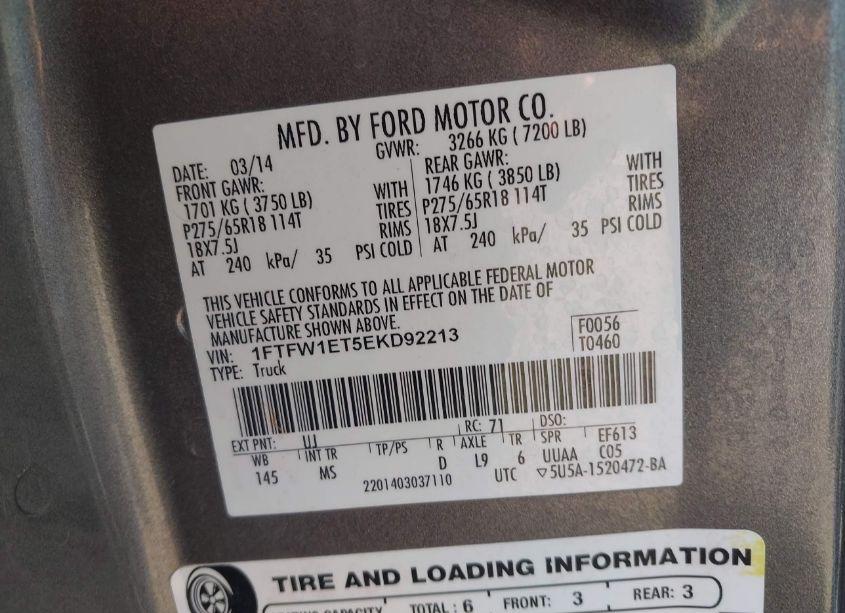 MFD. BY FORD MOTOR CO.
DATE: 03/14 GVWR: 3266 KG ( 7200 LB)
FRONT GAWR: REAR GAWR:
1701 KG ( 3750 LB) WITH 1746 KG ( 3850 LB) WITH
P275/65R18 114T TIRES P275/65R18 114T TIRES
18X7.5J RIMS 18X7.5J RIMS
AT 240 kPa/ 35 PSI COLD AT 240 kPa/ 35 PSI COLD
THIS VEHICLE CONFORMS TO ALL APPLICABLE FEDERAL MOTOR
VEHICLE SAFETY STANDARDS IN EFFECT ON THE DATE OF
MANUFACTURE SHOWN ABOVE.
VIN: 1FTFW1ET5EKD92213 F0056
TYPE: Truck T0460
EXT PNT: UJ RC: 71 DSO:
WB INT TR TP/PS R AXLE TR SPR EF613
145 MS D L9 6 UUAA C05
2201403037110 UTC ▽5U5A-1520472-BA
TIRE AND LOADING INFORMATION
SEATING CAPACITY TOTAL : 6 FRONT: 3 REAR: 3